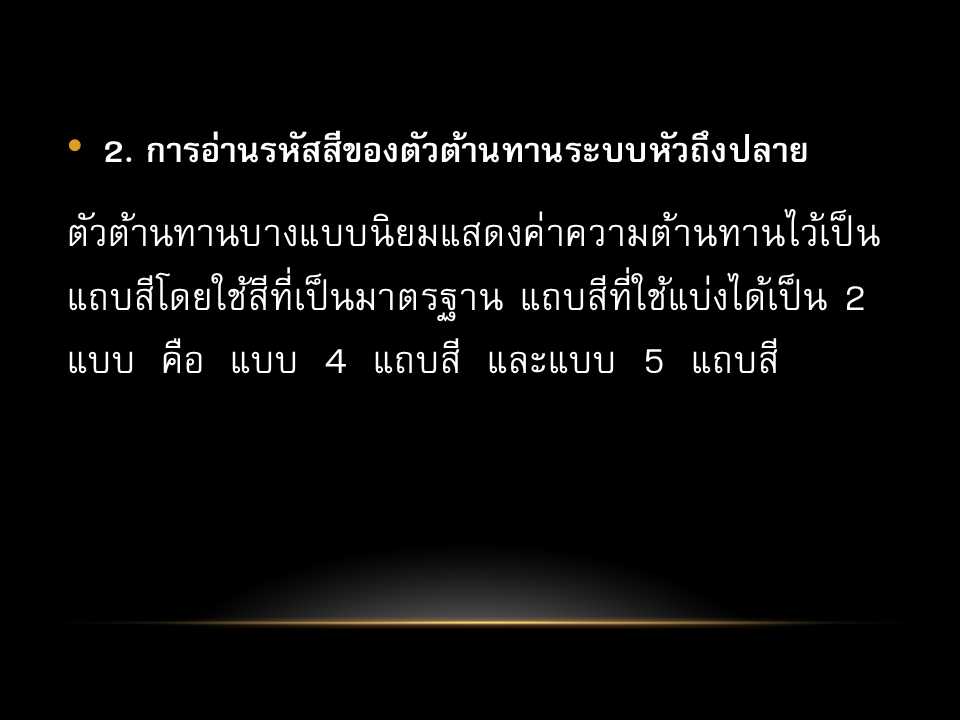 • 2. การอ่านรหัสสีของตัวต้านทานระบบหัวถึงปลาย
ตัวต้านทานบางแบบนิยมแสดงค่าความต้านทานไว้เป็น
แถบสีโดยใช้สีที่เป็นมาตรฐาน แถบสีที่ใช้แบ่งได้เป็น 2
แบบ คือ แบบ 4 แถบสี และแบบ 5 แถบสี